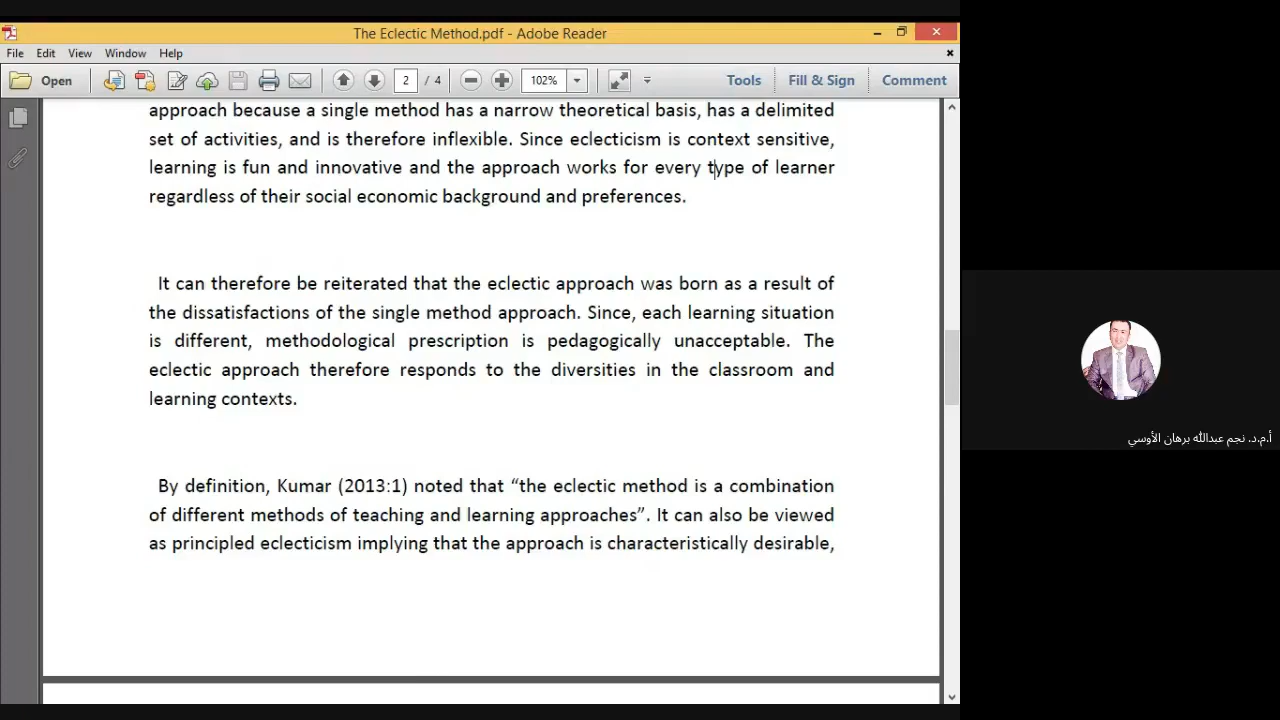 The Eclectic Method.pdf - Adobe Reader
File Edit View Window Help
Open 2 / 4 102% Tools Fill & Sign Comment
approach because a single method has a narrow theoretical basis, has a delimited
set of activities, and is therefore inflexible. Since eclecticism is context sensitive,
learning is fun and innovative and the approach works for every type of learner
regardless of their social economic background and preferences.
It can therefore be reiterated that the eclectic approach was born as a result of
the dissatisfactions of the single method approach. Since, each learning situation
is different, methodological prescription is pedagogically unacceptable. The
eclectic approach therefore responds to the diversities in the classroom and
learning contexts.
By definition, Kumar (2013:1) noted that “the eclectic method is a combination
of different methods of teaching and learning approaches”. It can also be viewed
as principled eclecticism implying that the approach is characteristically desirable,
أ.م.د. نجم عبدالله برهان الأوسي